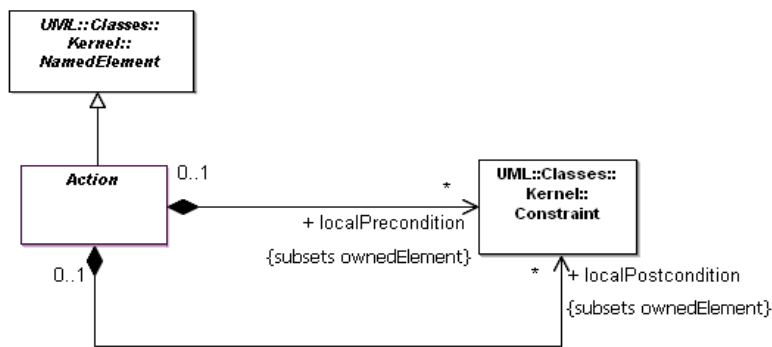 UML::Classes::
Kernel::
NamedElement
Action
0..1
*
+ localPrecondition
{subsets ownedElement}
UML::Classes::
Kernel::
Constraint
0..1
*
+ localPostcondition
{subsets ownedElement}